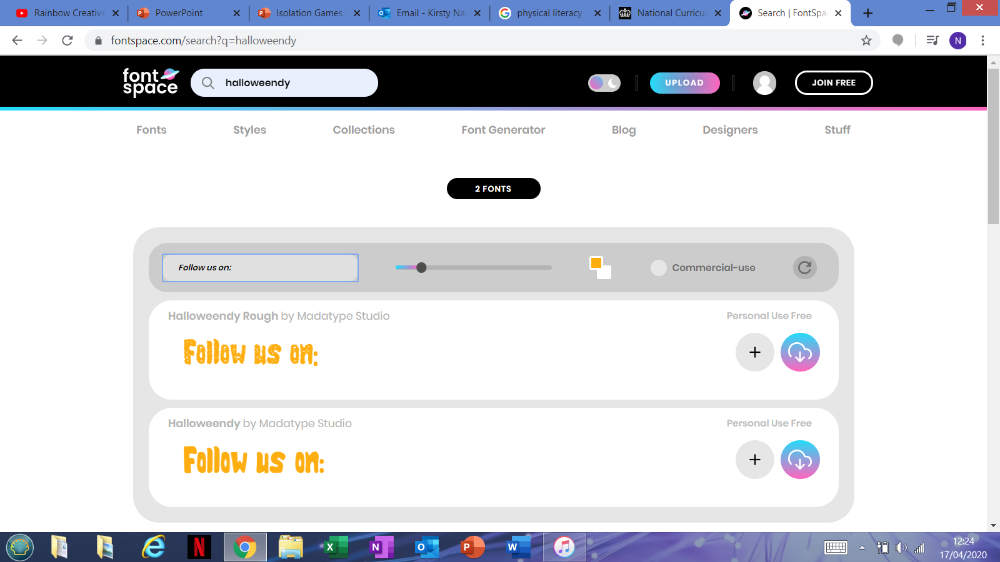 Rainbow Creative
PowerPoint
Isolation Games
Email - Kirsty Nai
physical literacy -
National Curricul
Search | FontSpa
fontspace.com/search?q=halloweendy
N
font
space
halloweendy
UPLOAD
JOIN FREE
Fonts
Styles
Collections
Font Generator
Blog
Designers
Stuff
2 FONTS
Follow us on:
Commercial-use
Halloweendy Rough by Madatype Studio
Personal Use Free
Follow us on:
Halloweendy by Madatype Studio
Personal Use Free
Follow us on:
12:24
17/04/2020